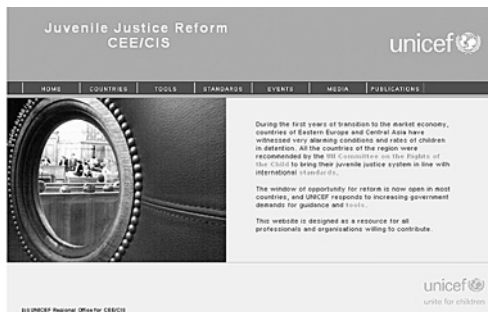 Juvenile Justice Reform
CEE/CIS
unicef
HOME
COUNTRIES
TOOLS
STANDARDS
EVENTS
MEDIA
PUBLICATIONS
During the first years of transition to the market economy,
countries of Eastern Europe and Central Asia have
witnessed very alarming conditions and rates of children
in detention. All the countries of the region were
recommended by the UN Committee on the Rights of
the Child to bring their juvenile justice system in line with
international standards.
The window of opportunity for reform is now open in most
countries, and UNICEF responds to increasing government
demands for guidance and tools.
This website is designed as a resource for all
professionals and organisations willing to contribute.
unicef
unite for children
UNICEF Regional Office for CEE/CIS